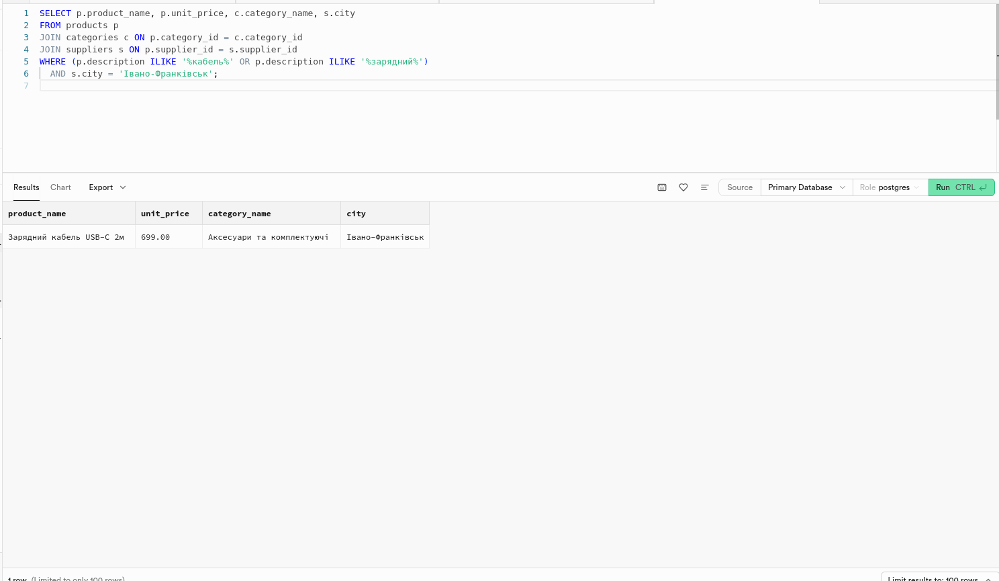 1 SELECT p.product_name, p.unit_price, c.category_name, s.city
2 FROM products p
3 JOIN categories c ON p.category_id = c.category_id
4 JOIN suppliers s ON p.supplier_id = s.supplier_id
5 WHERE (p.description ILIKE '%кабель%' OR p.description ILIKE '%зарядний%')
6 AND s.city = 'Івано-Франківськ';
7
Results Chart Export Source Primary Database Role postgres Run CTRL
product_name unit_price category_name city
Зарядний кабель USB-C 2м 699.00 Аксесуари та комплектуючі Івано-Франківськ
1 row (Limited to only 100 rows) Limit results to: 100 rows